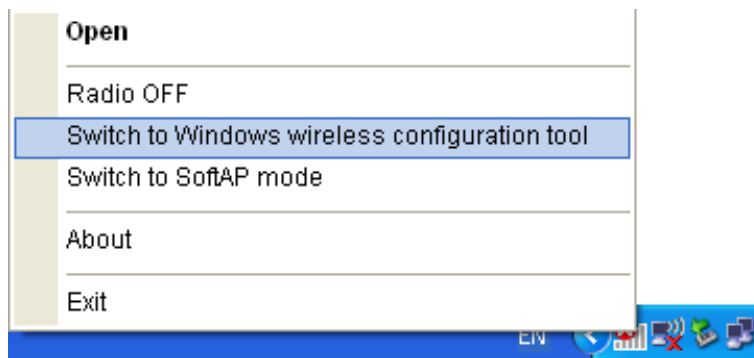 Open
Radio OFF
Switch to Windows wireless configuration tool
Switch to SoftAP mode
About
Exit
EN